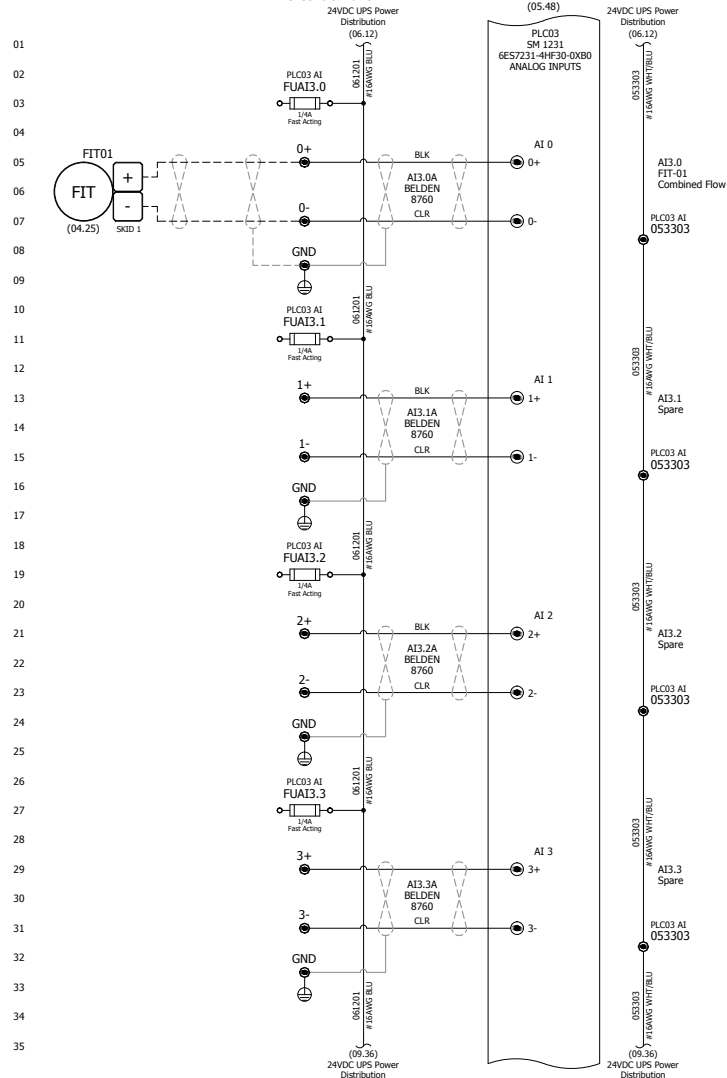 24VDC UPS Power
Distribution
(06.12)
(05.48)
PLC03
SM 1231
6ES7231-4HF30-0XB0
ANALOG INPUTS
24VDC UPS Power
Distribution
(06.12)
01
02
03
04
05
06
07
08
09
10
11
12
13
14
15
16
17
18
19
20
21
22
23
24
25
26
27
28
29
30
31
32
33
34
35
061201
#16AWG BLU
053303
#16AWG WHT/BLU
PLC03 AI
FUAI3.0
1/4A
Fast Acting
FIT01
FIT
+
-
(04.25)
SKID 1
0+
BLK
AI 0
0+
AI3.0A
BELDEN
8760
0-
CLR
0-
GND
AI3.0
FIT-01
Combined Flow
PLC03 AI
053303
061201
#16AWG BLU
053303
#16AWG WHT/BLU
PLC03 AI
FUAI3.1
1/4A
Fast Acting
1+
BLK
AI 1
1+
AI3.1A
BELDEN
8760
1-
CLR
1-
GND
AI3.1
Spare
PLC03 AI
053303
061201
#16AWG BLU
053303
#16AWG WHT/BLU
PLC03 AI
FUAI3.2
1/4A
Fast Acting
2+
BLK
AI 2
2+
AI3.2A
BELDEN
8760
2-
CLR
2-
GND
AI3.2
Spare
PLC03 AI
053303
061201
#16AWG BLU
053303
#16AWG WHT/BLU
PLC03 AI
FUAI3.3
1/4A
Fast Acting
3+
BLK
AI 3
3+
AI3.3A
BELDEN
8760
3-
CLR
3-
GND
AI3.3
Spare
PLC03 AI
053303
061201
#16AWG BLU
053303
#16AWG WHT/BLU
(09.36)
24VDC UPS Power
Distribution
(09.36)
24VDC UPS Power
Distribution